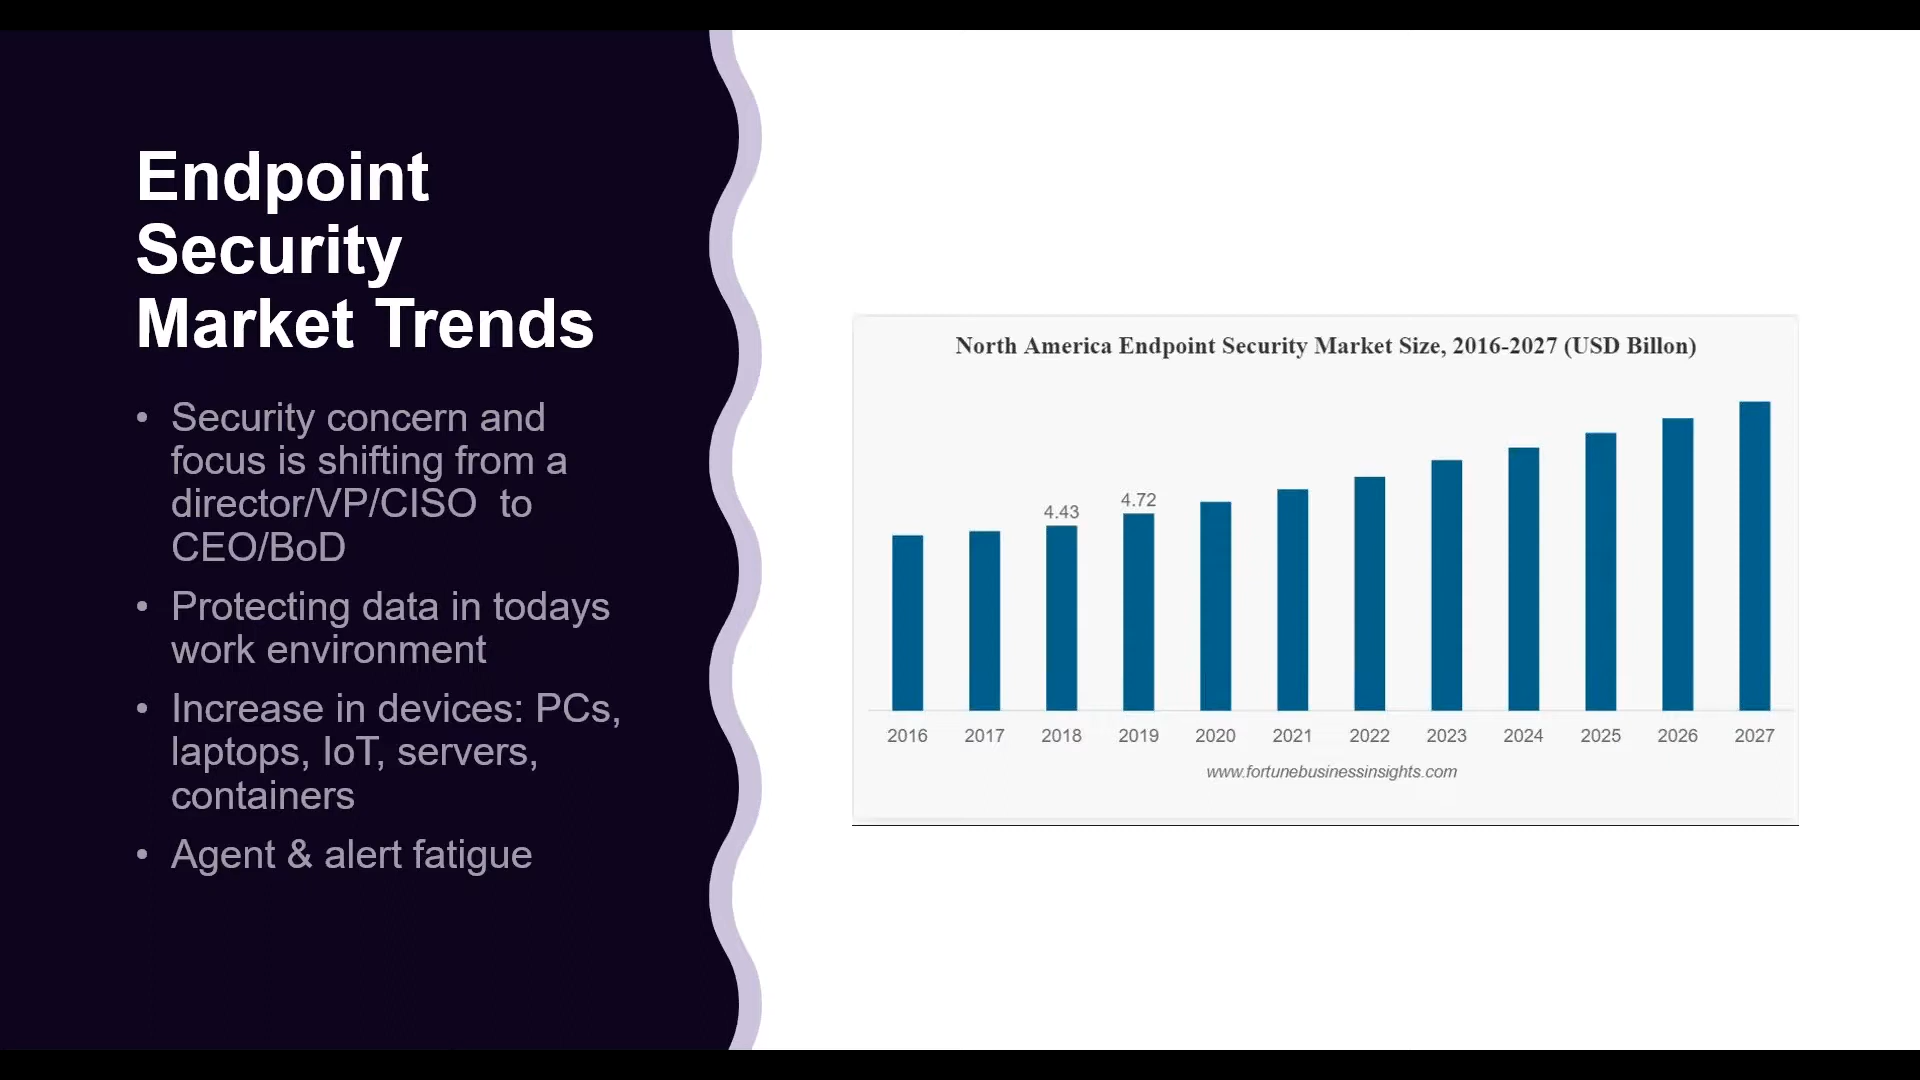 Endpoint
Security
Market Trends
• Security concern and
focus is shifting from a
director/VP/CISO  to
CEO/BoD
• Protecting data in todays
work environment
• Increase in devices: PCs,
laptops, IoT, servers,
containers
• Agent & alert fatigue
North America Endpoint Security Market Size, 2016-2027 (USD Billon)
4.43
4.72
2016 2017 2018 2019 2020 2021 2022 2023 2024 2025 2026 2027
www.fortunebusinessinsights.com